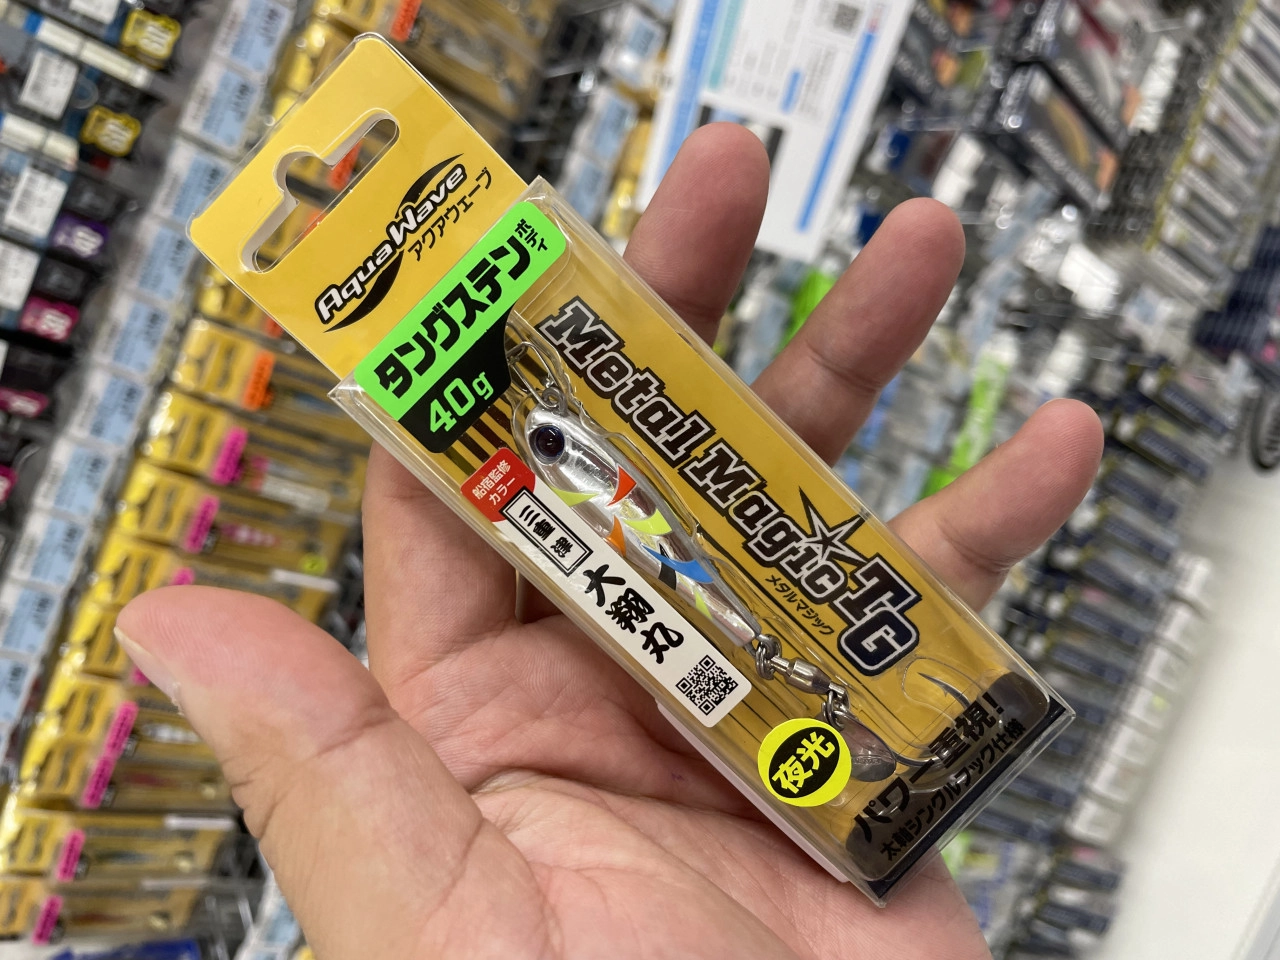 Aqua Wave
アクアウェーブ
タングステン
ボディ
40g
Metal Magic TG
メタルマジック
船宿監修
カラー
三重 津
大翔丸
夜光
パワー重視!
太軸シングルフック仕様